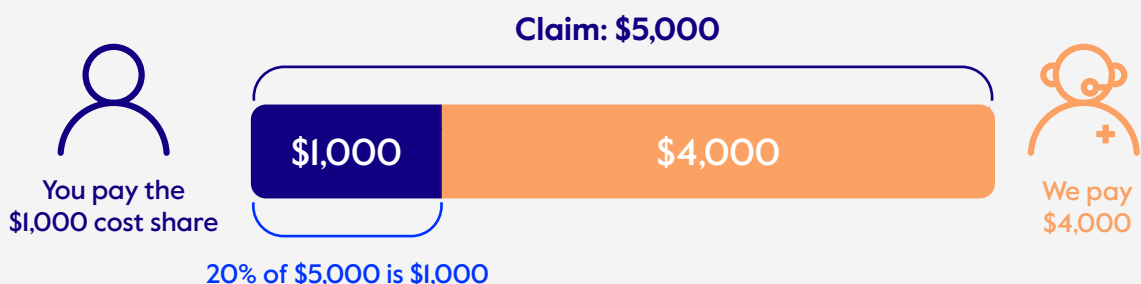 Claim: $5,000
$1,000
$4,000
You pay the
$1,000 cost share
We pay
$4,000
20% of $5,000 is $1,000